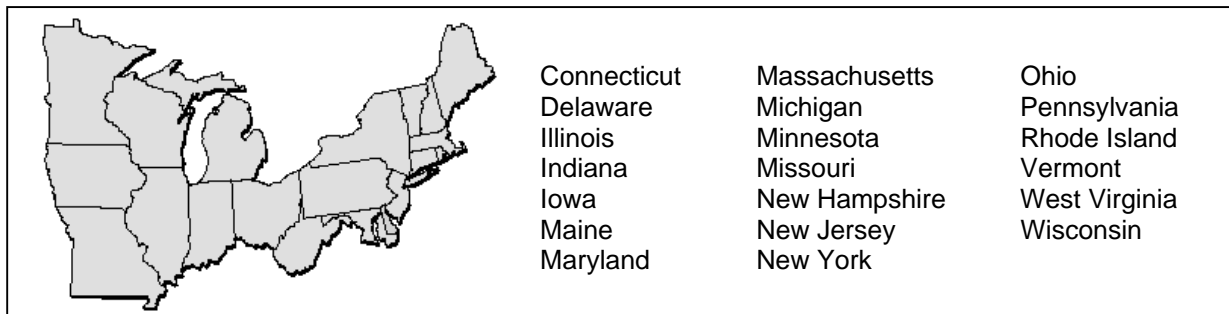 Connecticut
Delaware
Illinois
Indiana
Iowa
Maine
Maryland
Massachusetts
Michigan
Minnesota
Missouri
New Hampshire
New Jersey
New York
Ohio
Pennsylvania
Rhode Island
Vermont
West Virginia
Wisconsin